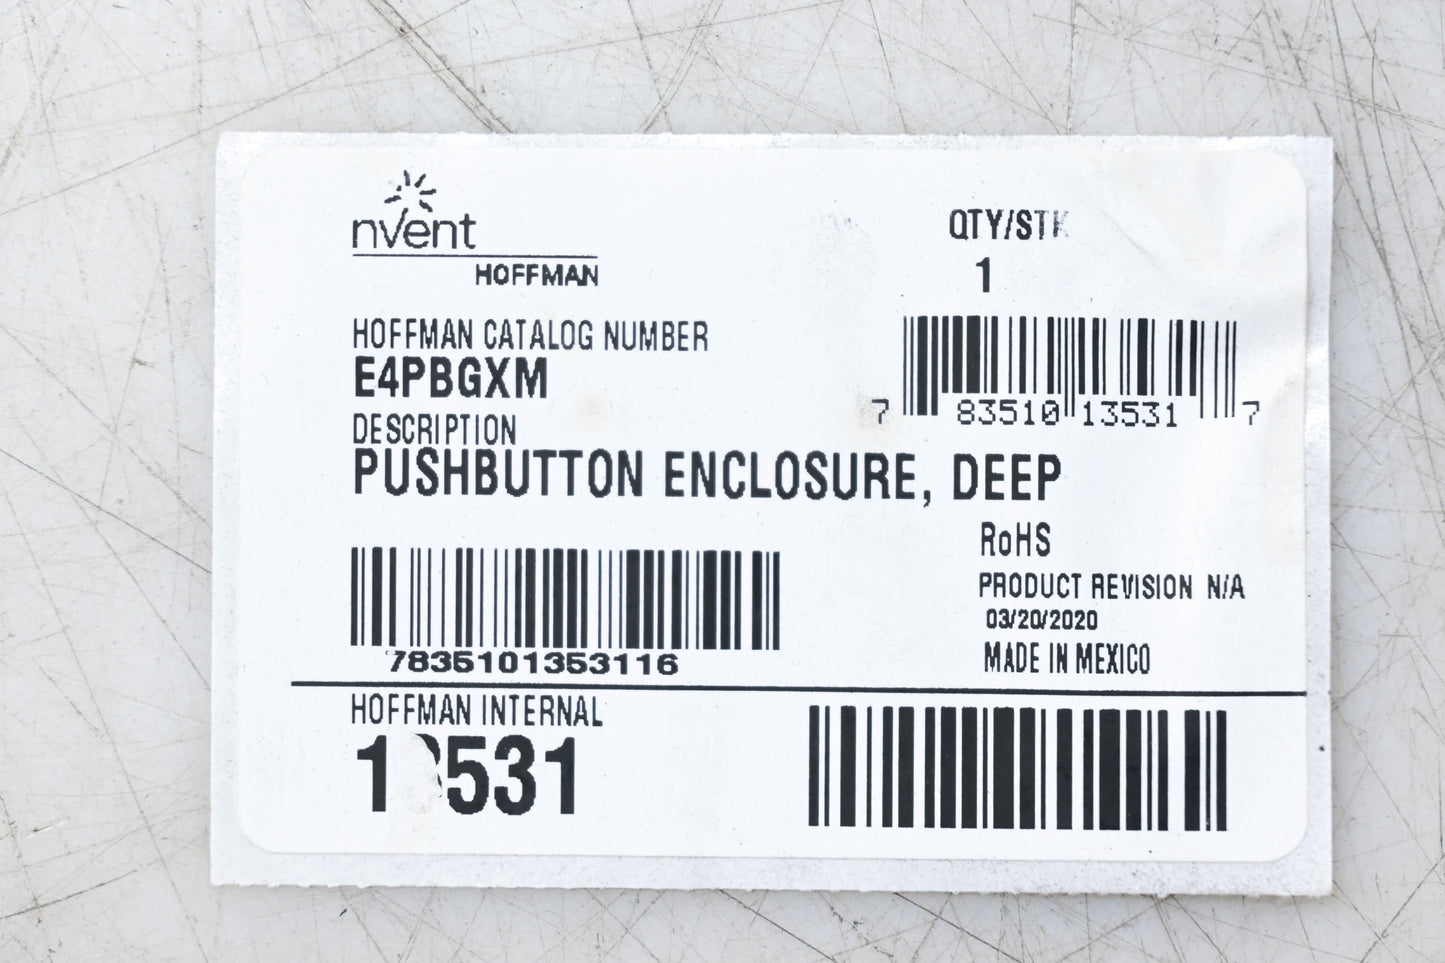 nvent
HOFFMAN
QTY/STK
1
HOFFMAN CATALOG NUMBER
E4PBGXM
7 83510 13531 7
DESCRIPTION
PUSHBUTTON ENCLOSURE, DEEP
RoHS
PRODUCT REVISION N/A
03/20/2020
MADE IN MEXICO
7835101353116
HOFFMAN INTERNAL
13531